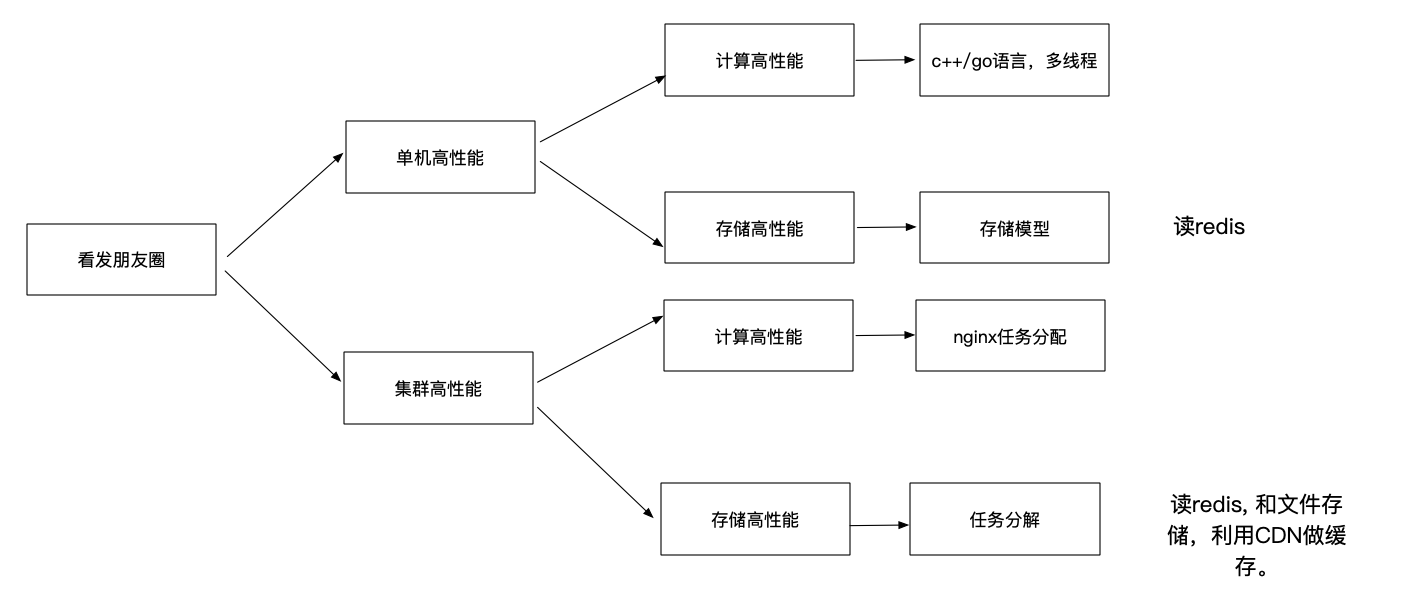 计算高性能
c++/go语言，多线程
单机高性能
存储高性能
存储模型
读redis
看发朋友圈
计算高性能
nginx任务分配
集群高性能
存储高性能
任务分解
读redis, 和文件存
储，利用CDN做缓
存。